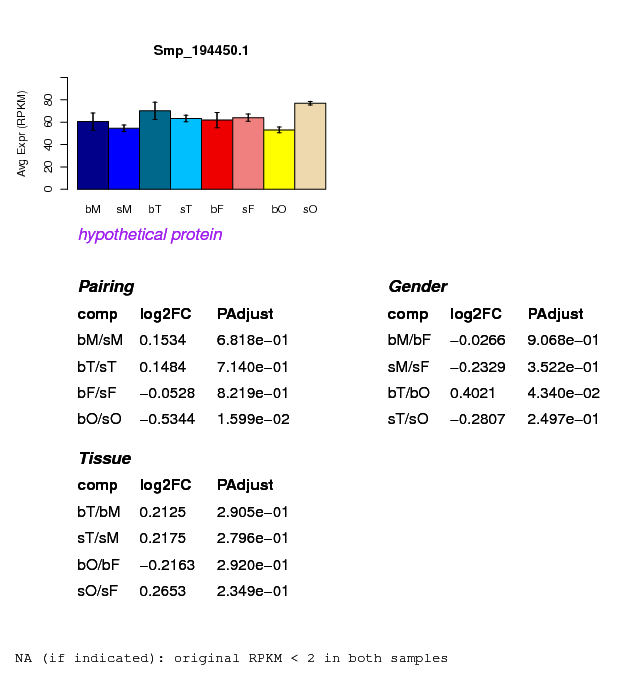 Smp_194450.1
Avg Expr (RPKM)
0 20 40 60 80
bM sM bT sT bF sF bO sO
hypothetical protein
Pairing
comp log2FC PAdjust
bM/sM 0.1534 6.818e−01
bT/sT 0.1484 7.140e−01
bF/sF −0.0528 8.219e−01
bO/sO −0.5344 1.599e−02
Gender
comp log2FC PAdjust
bM/bF −0.0266 9.068e−01
sM/sF −0.2329 3.522e−01
bT/bO 0.4021 4.340e−02
sT/sO −0.2807 2.497e−01
Tissue
comp log2FC PAdjust
bT/bM 0.2125 2.905e−01
sT/sM 0.2175 2.796e−01
bO/bF −0.2163 2.920e−01
sO/sF 0.2653 2.349e−01
NA (if indicated): original RPKM < 2 in both samples